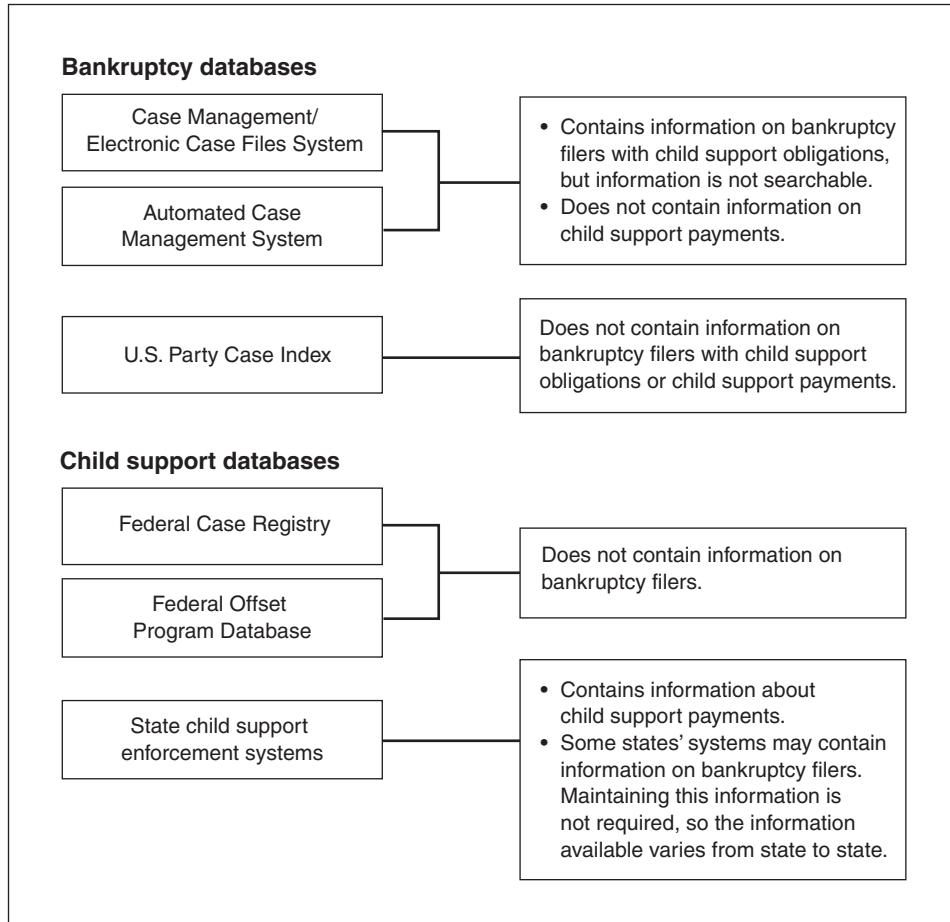 Bankruptcy databases
Case Management/
Electronic Case Files System
Automated Case
Management System
• Contains information on bankruptcy
filers with child support obligations,
but information is not searchable.
• Does not contain information on
child support payments.
U.S. Party Case Index
Does not contain information on
bankruptcy filers with child support
obligations or child support payments.
Child support databases
Federal Case Registry
Federal Offset
Program Database
Does not contain information on
bankruptcy filers.
State child support
enforcement systems
• Contains information about
child support payments.
• Some states’ systems may contain
information on bankruptcy filers.
Maintaining this information is
not required, so the information
available varies from state to state.